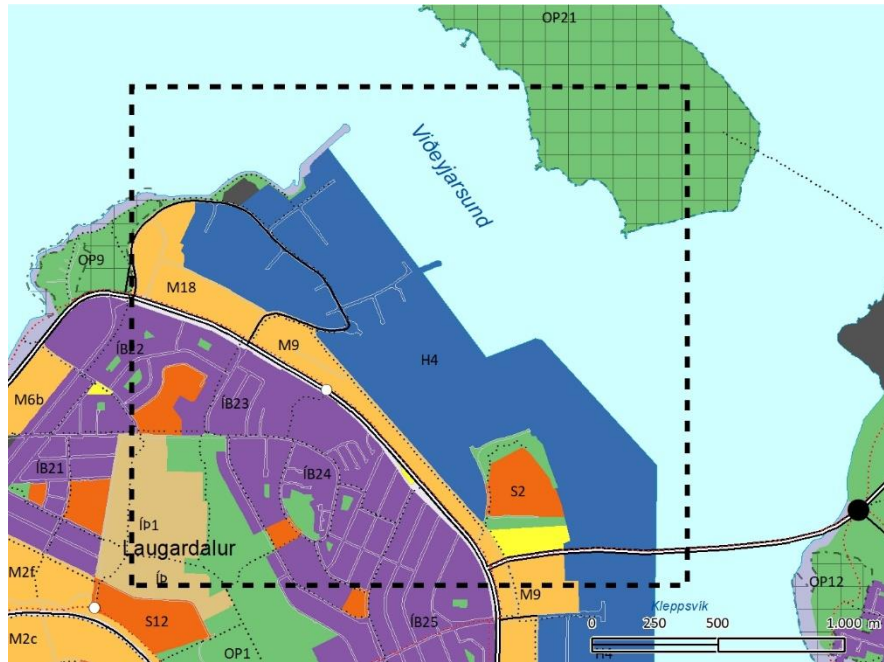 OP21
Viðeyjarsund
OP9
M18
M9
H4
ÍB22
M6b
ÍB23
ÍB24
ÍB21
S2
ÍÞ1
Laugardalur
ÍÞ
M2f
S12
M9
OP12
M2c
OP1
ÍB25
Kleppsvík
0 250 500 1.000 m
H4